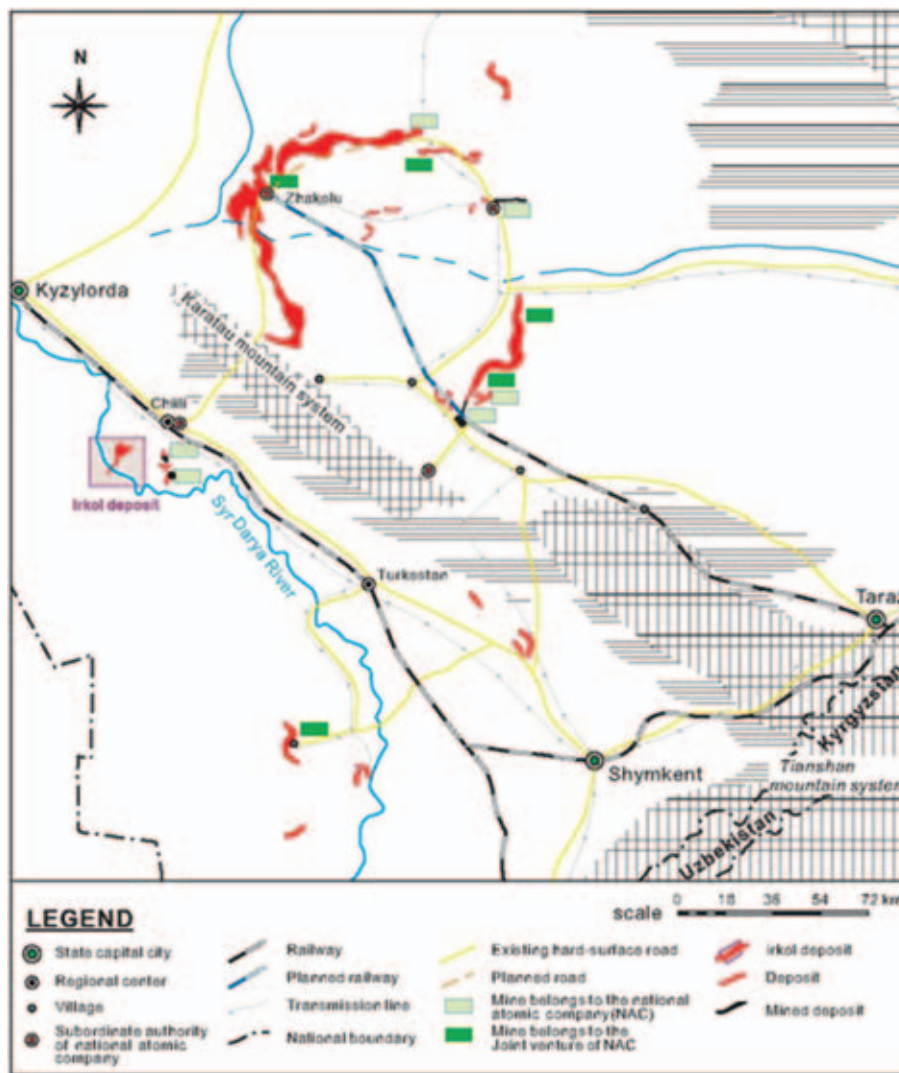 N
Zhakolu
Kyzylorda
Karatau mountain system
Chiili
Irkol deposit
Syr Darya River
Turkestan
Taraz
Kyrgyzstan
Shymkent
Tianshan
mountain system
Uzbekistan
LEGEND
scale 0 18 36 54 72 km
State capital city
Regional center
Village
Subordinate authority
of national atomic
company
Railway
Planned railway
Transmission line
National boundary
Existing hard-surface road
Planned road
Mine belongs to the national
atomic company(NAC)
Mine belongs to the
Joint venture of NAC
irkol deposit
Deposit
Mined deposit